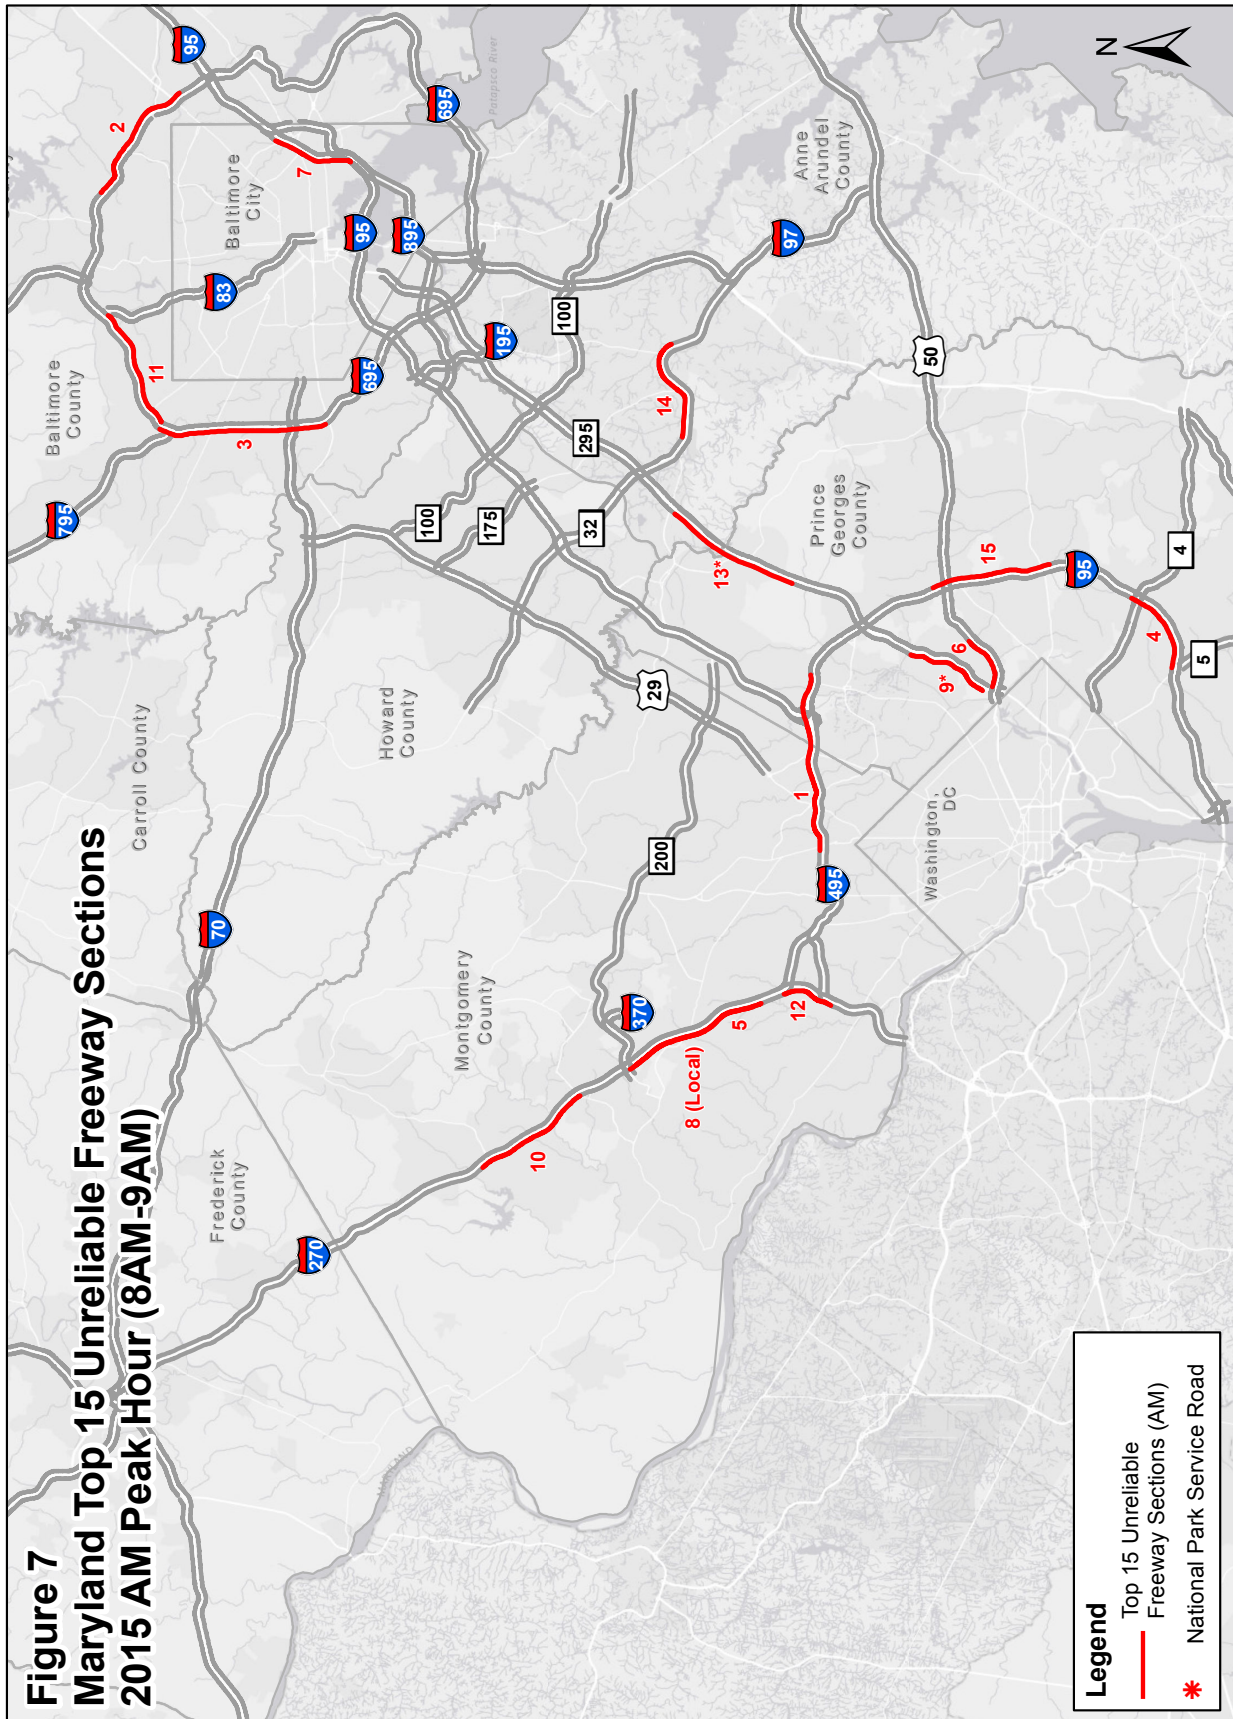 Figure 7
Maryland Top 15 Unreliable Freeway Sections
2015 AM Peak Hour (8AM-9AM)
N
Patapsco River
Carroll County
Baltimore
County
Baltimore
City
Howard
County
Anne
Arundel
County
Frederick
County
Montgomery
County
Prince
Georges
County
Washington,
DC
795
70
270
370
495
95
695
83
95
895
695
195
97
95
29
50
100
175
32
295
100
200
4
5
1
2
3
4
5
6
7
8 (Local)
9*
10
11
12
13*
14
15
Legend
Top 15 Unreliable
Freeway Sections (AM)
National Park Service Road